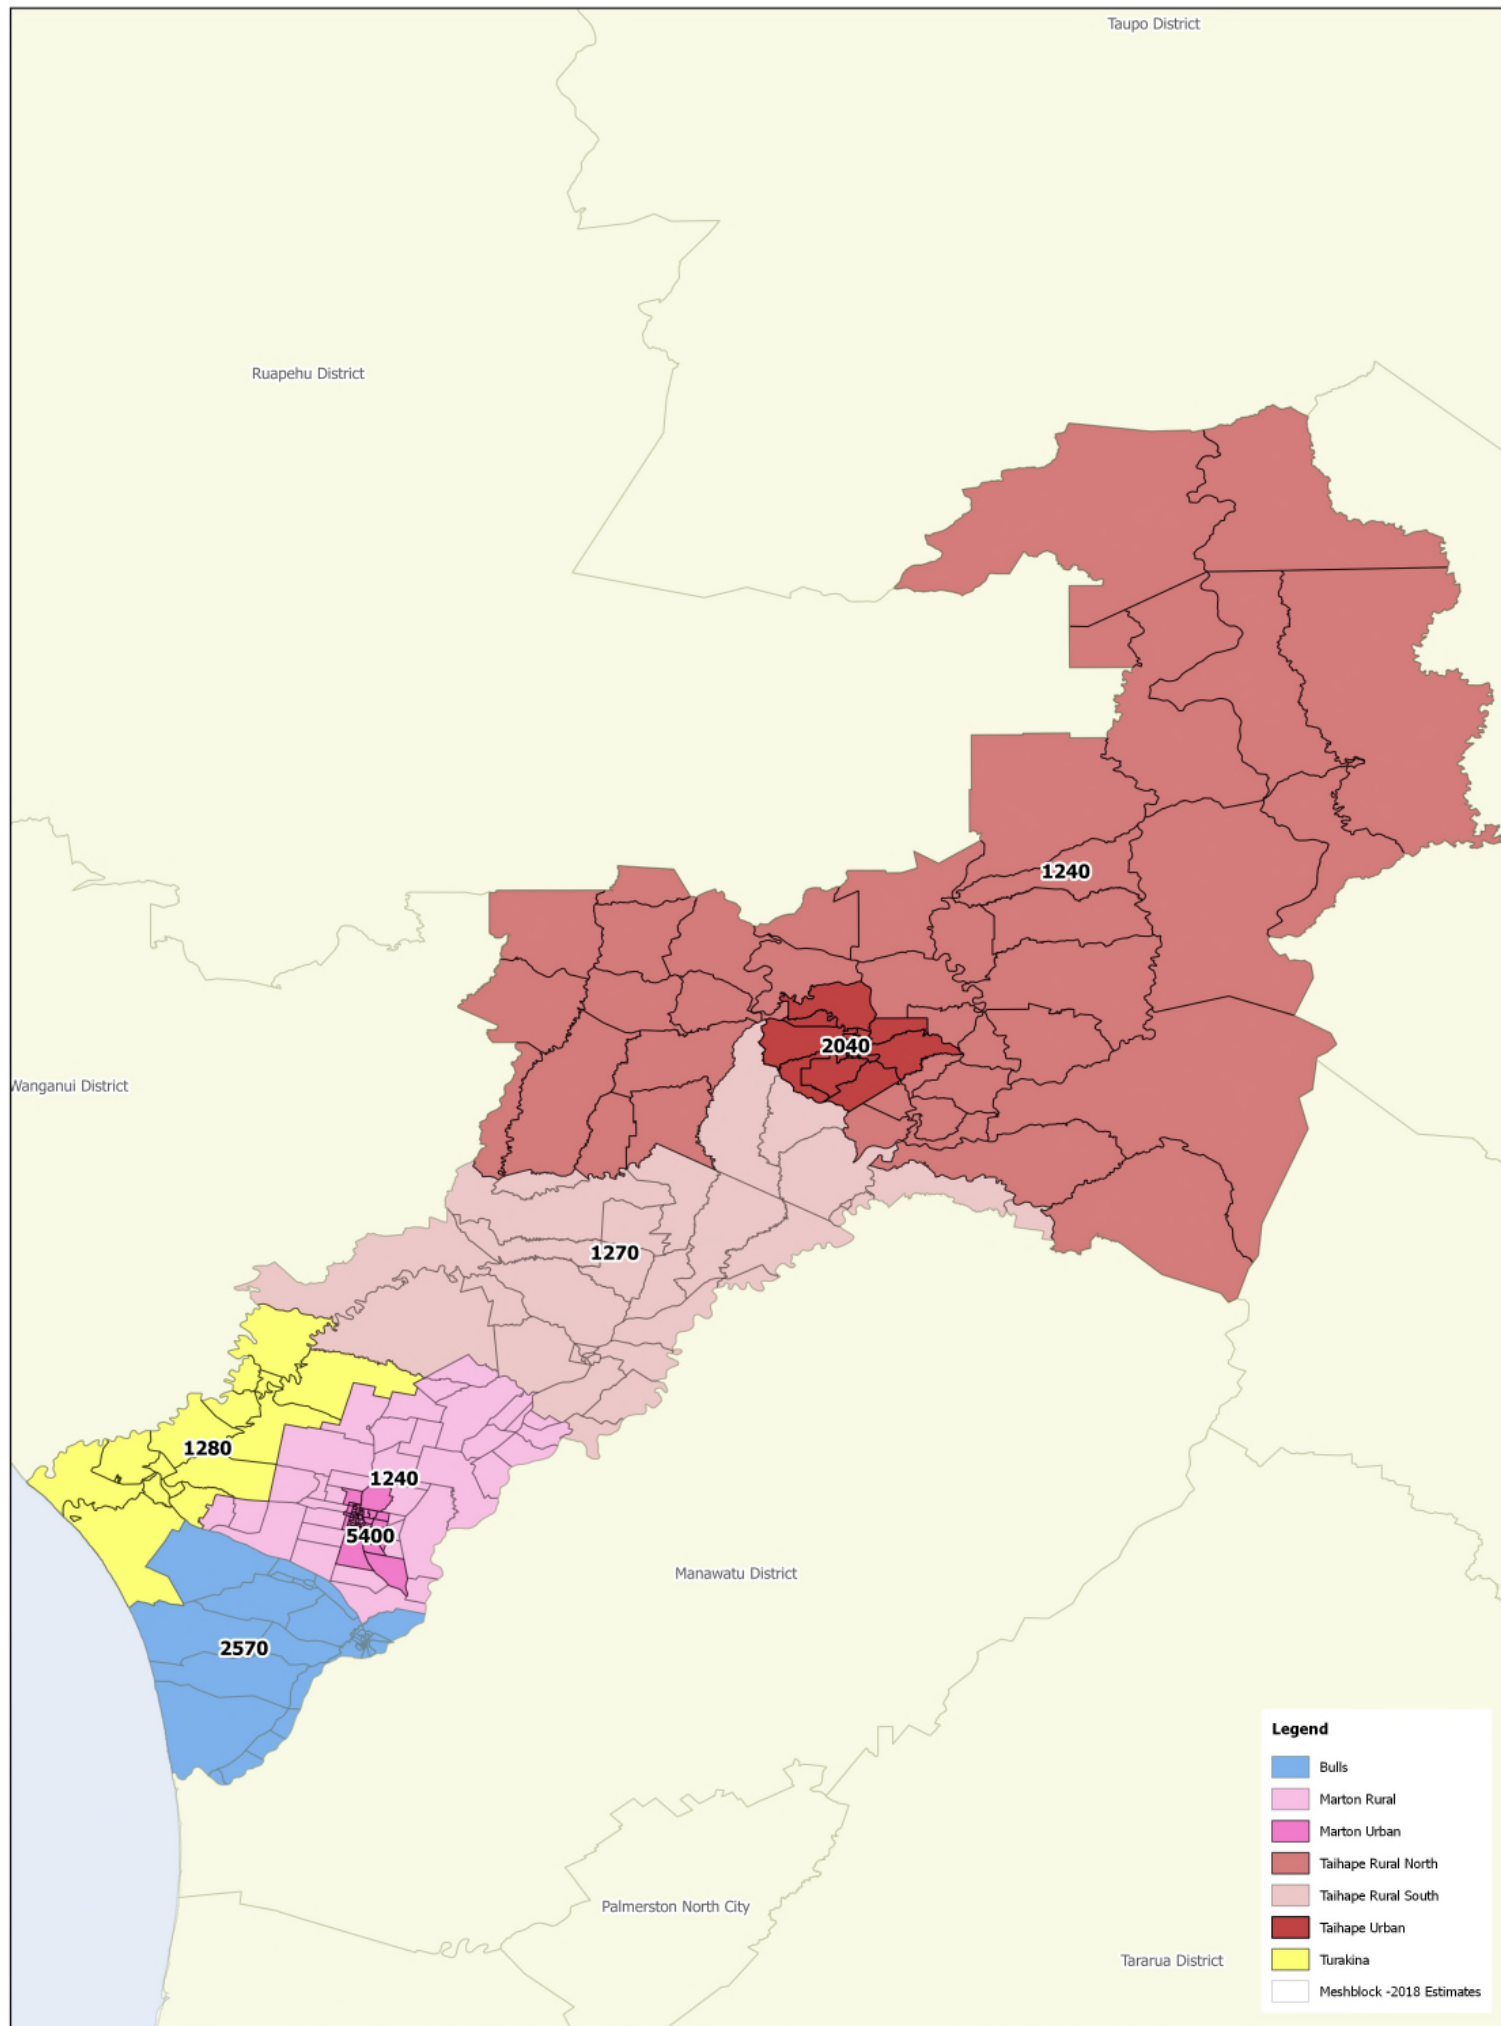 Taupo District
Ruapehu District
1240
2040
Wanganui District
1270
1280
1240
5400
Manawatu District
2570
Legend
Bulls
Marton Rural
Marton Urban
Taihape Rural North
Taihape Rural South
Taihape Urban
Turakina
Meshblock -2018 Estimates
Palmerston North City
Tararua District